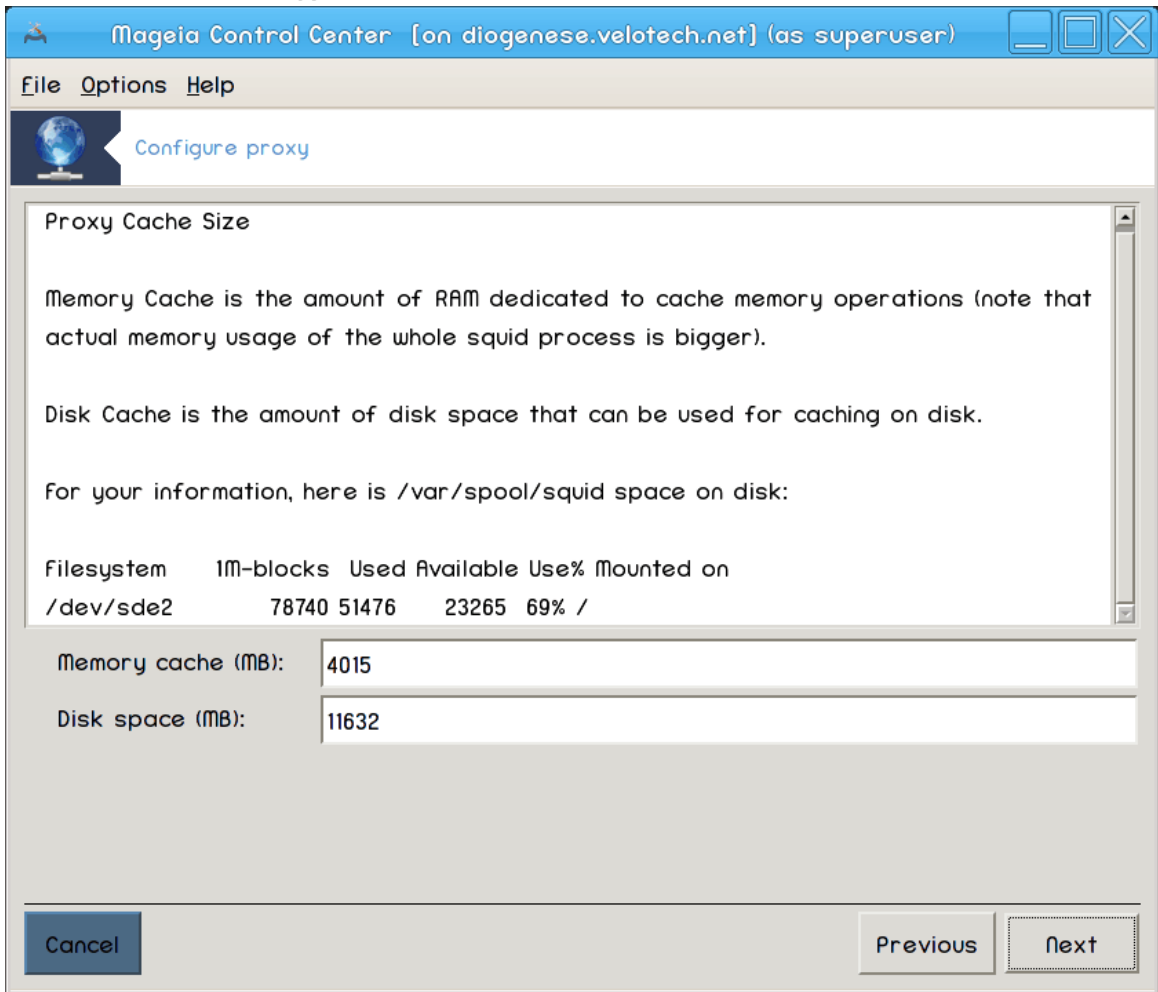 Mageia Control Center [on diogenese.velotech.net] (as superuser)
File Options Help
Configure proxy
Proxy Cache Size
Memory Cache is the amount of RAM dedicated to cache memory operations (note that
actual memory usage of the whole squid process is bigger).
Disk Cache is the amount of disk space that can be used for caching on disk.
For your information, here is /var/spool/squid space on disk:
Filesystem 1M-blocks Used Available Use% Mounted on
/dev/sde2 78740 51476 23265 69% /
Memory cache (MB): 4015
Disk space (MB): 11632
Cancel Previous Next